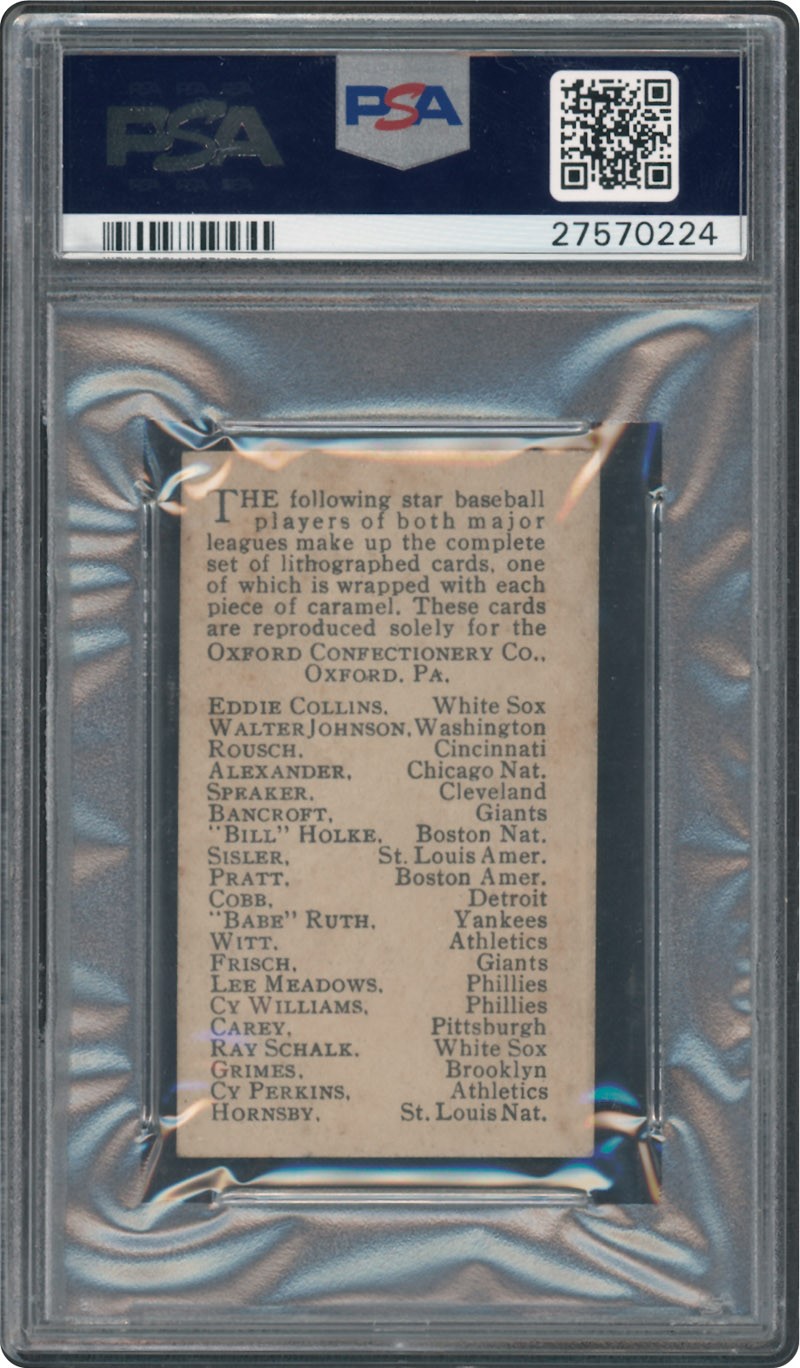 PSA
PSA
27570224
THE following star baseball
players of both major
leagues make up the complete
set of lithographed cards, one
of which is wrapped with each
piece of caramel. These cards
are reproduced solely for the
OXFORD CONFECTIONERY CO.,
OXFORD. PA.
EDDIE COLLINS, White Sox
WALTER JOHNSON, Washington
ROUSCH, Cincinnati
ALEXANDER, Chicago Nat.
SPEAKER, Cleveland
BANCROFT, Giants
"BILL" HOLKE, Boston Nat.
SISLER, St. Louis Amer.
PRATT, Boston Amer.
COBB, Detroit
"BABE" RUTH, Yankees
WITT, Athletics
FRISCH, Giants
LEE MEADOWS, Phillies
CY WILLIAMS, Phillies
CAREY, Pittsburgh
RAY SCHALK, White Sox
GRIMES, Brooklyn
CY PERKINS, Athletics
HORNSBY, St. Louis Nat.